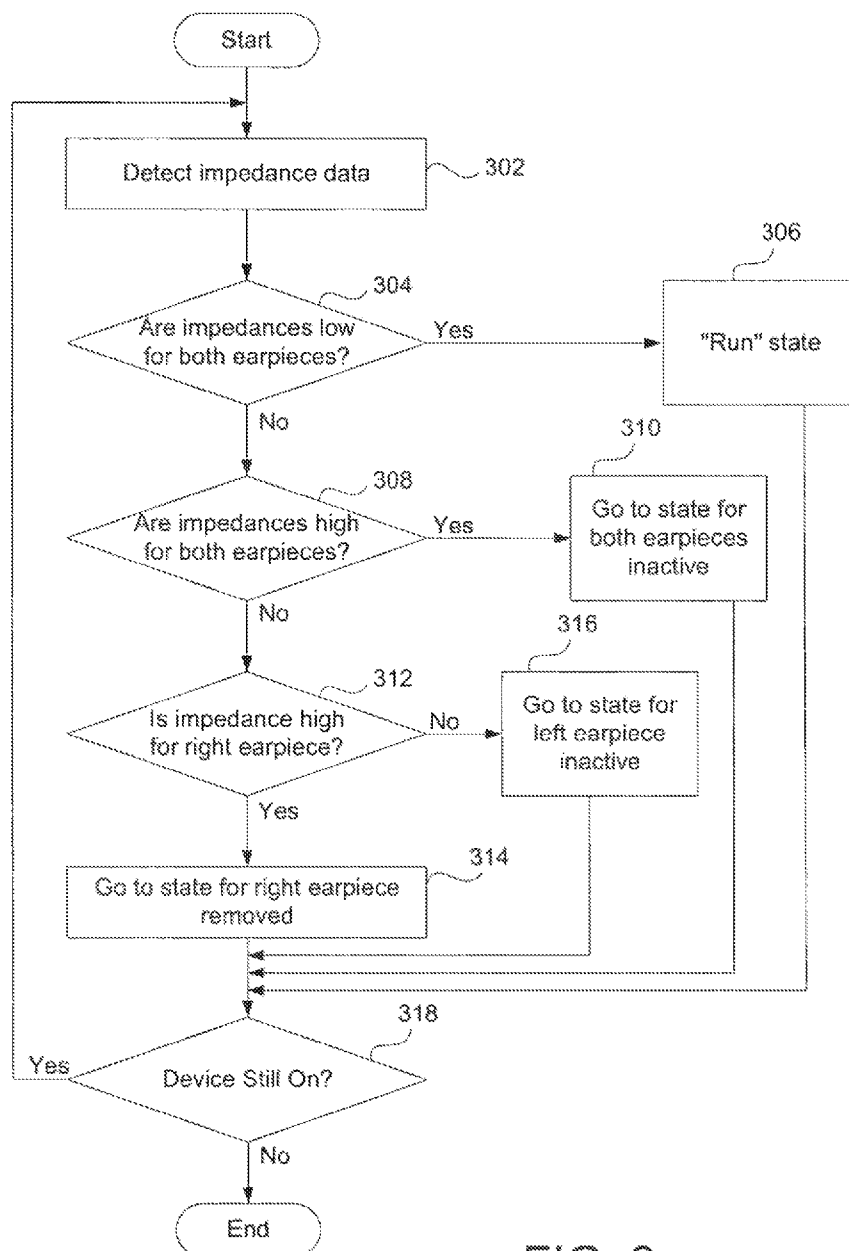 Start
Detect impedance data
302
304
Are impedances low
for both earpieces?
Yes
306
"Run" state
No
308
Are impedances high
for both earpieces?
Yes
310
Go to state for
both earpieces
inactive
No
312
Is impedance high
for right earpiece?
No
316
Go to state for
left earpiece
inactive
Yes
314
Go to state for right earpiece
removed
318
Device Still On?
Yes
No
End
FIG.